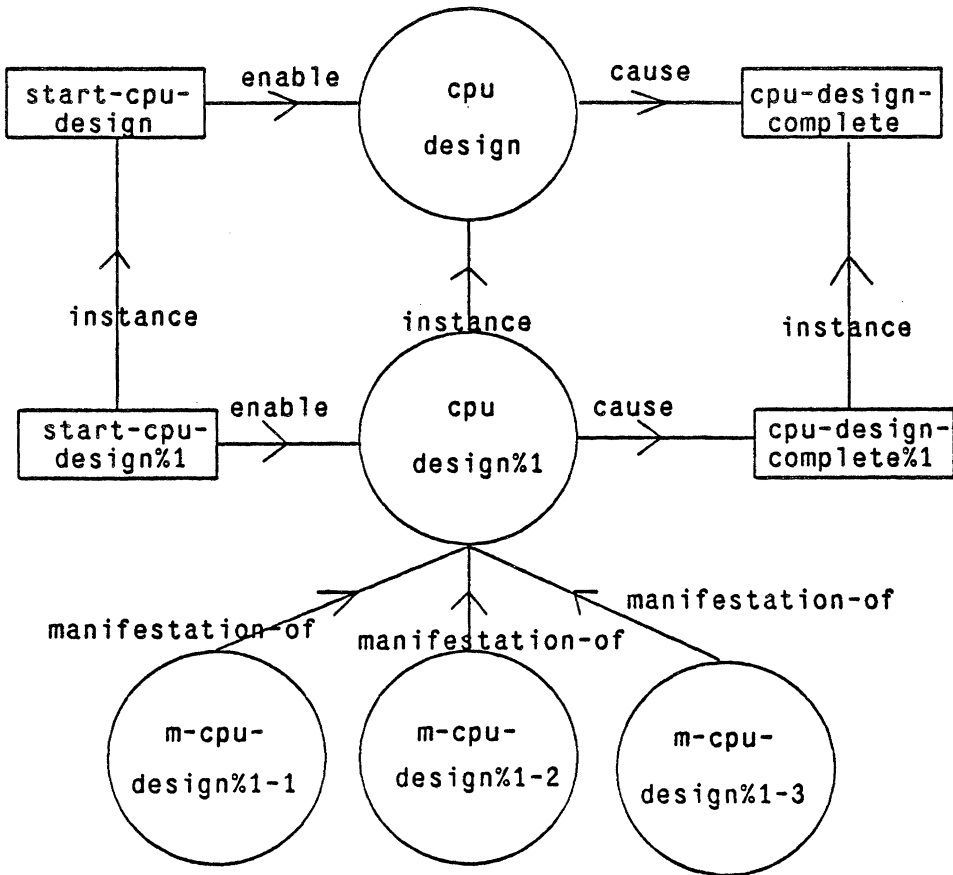 enable
cause
start-cpu-
design
cpu
design
cpu-design-
complete
instance
instance
instance
enable
cause
start-cpu-
design%1
cpu
design%1
cpu-design-
complete%1
manifestation-of
manifestation-of
manifestation-of
m-cpu-
design%1-1
m-cpu-
design%1-2
m-cpu-
design%1-3